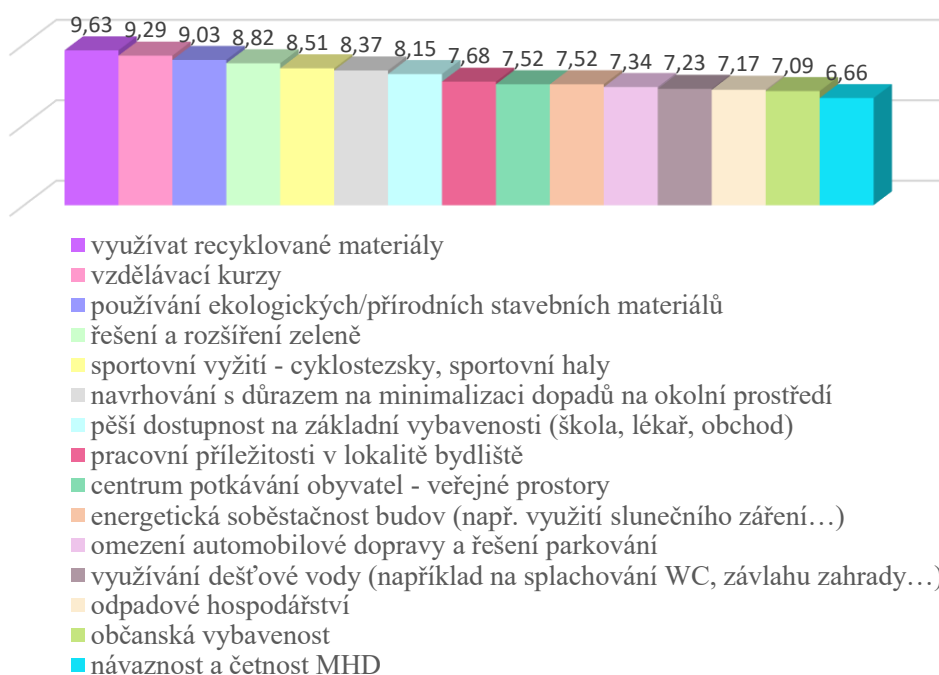 9,63 9,29 9,03 8,82 8,51 8,37 8,15 7,68 7,52 7,52 7,34 7,23 7,17 7,09 6,66
využívat recyklované materiály
vzdělávací kurzy
používání ekologických/přírodních stavebních materiálů
řešení a rozšíření zeleně
sportovní vyžití - cyklostezsky, sportovní haly
navrhování s důrazem na minimalizaci dopadů na okolní prostředí
pěší dostupnost na základní vybavenosti (škola, lékař, obchod)
pracovní příležitosti v lokalitě bydliště
centrum potkávání obyvatel - veřejné prostory
energetická soběstačnost budov (např. využití slunečního záření…)
omezení automobilové dopravy a řešení parkování
využívání dešťové vody (například na splachování WC, závlahu zahrady…)
odpadové hospodářství
občanská vybavenost
návaznost a četnost MHD